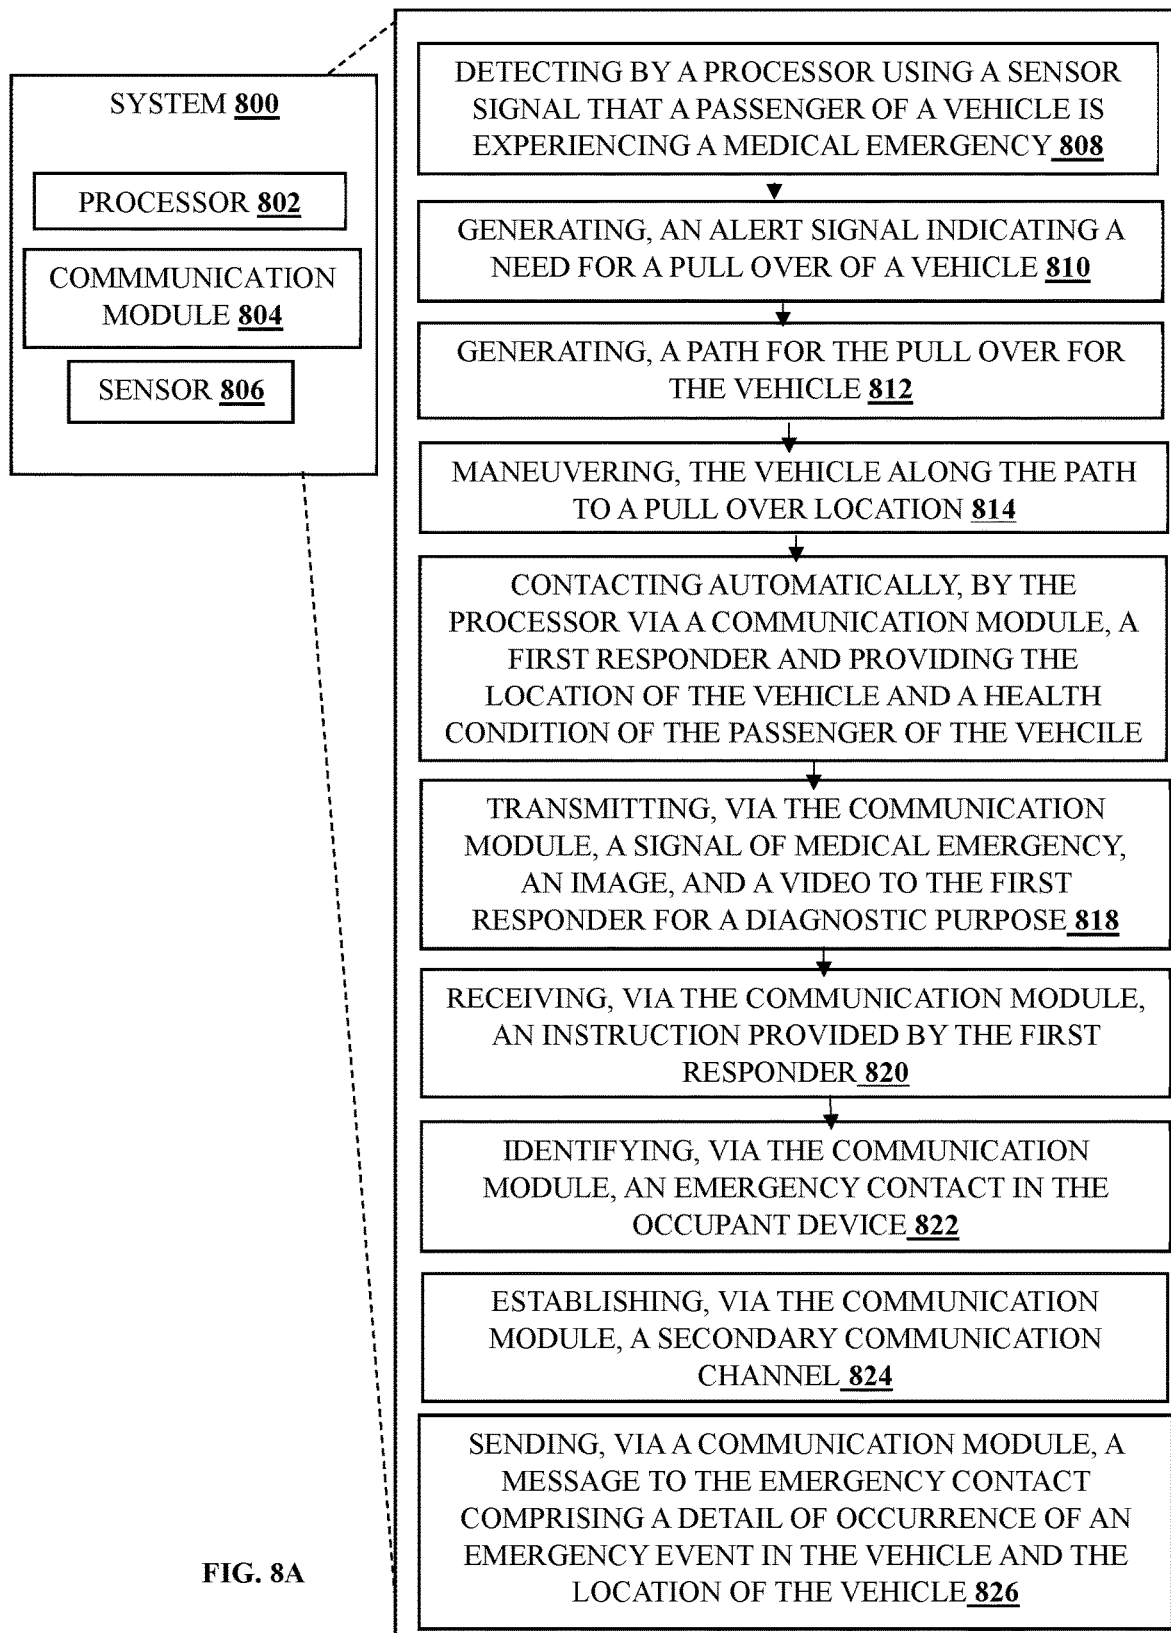 SYSTEM 800
PROCESSOR 802
COMMMUNICATION
MODULE 804
SENSOR 806
DETECTING BY A PROCESSOR USING A SENSOR
SIGNAL THAT A PASSENGER OF A VEHICLE IS
EXPERIENCING A MEDICAL EMERGENCY 808
GENERATING, AN ALERT SIGNAL INDICATING A
NEED FOR A PULL OVER OF A VEHICLE 810
GENERATING, A PATH FOR THE PULL OVER FOR
THE VEHICLE 812
MANEUVERING, THE VEHICLE ALONG THE PATH
TO A PULL OVER LOCATION 814
CONTACTING AUTOMATICALLY, BY THE
PROCESSOR VIA A COMMUNICATION MODULE, A
FIRST RESPONDER AND PROVIDING THE
LOCATION OF THE VEHICLE AND A HEALTH
CONDITION OF THE PASSENGER OF THE VEHCILE
TRANSMITTING, VIA THE COMMUNICATION
MODULE, A SIGNAL OF MEDICAL EMERGENCY,
AN IMAGE, AND A VIDEO TO THE FIRST
RESPONDER FOR A DIAGNOSTIC PURPOSE 818
RECEIVING, VIA THE COMMUNICATION MODULE,
AN INSTRUCTION PROVIDED BY THE FIRST
RESPONDER 820
IDENTIFYING, VIA THE COMMUNICATION
MODULE, AN EMERGENCY CONTACT IN THE
OCCUPANT DEVICE 822
ESTABLISHING, VIA THE COMMUNICATION
MODULE, A SECONDARY COMMUNICATION
CHANNEL 824
SENDING, VIA A COMMUNICATION MODULE, A
MESSAGE TO THE EMERGENCY CONTACT
COMPRISING A DETAIL OF OCCURRENCE OF AN
EMERGENCY EVENT IN THE VEHICLE AND THE
LOCATION OF THE VEHICLE 826
FIG. 8A